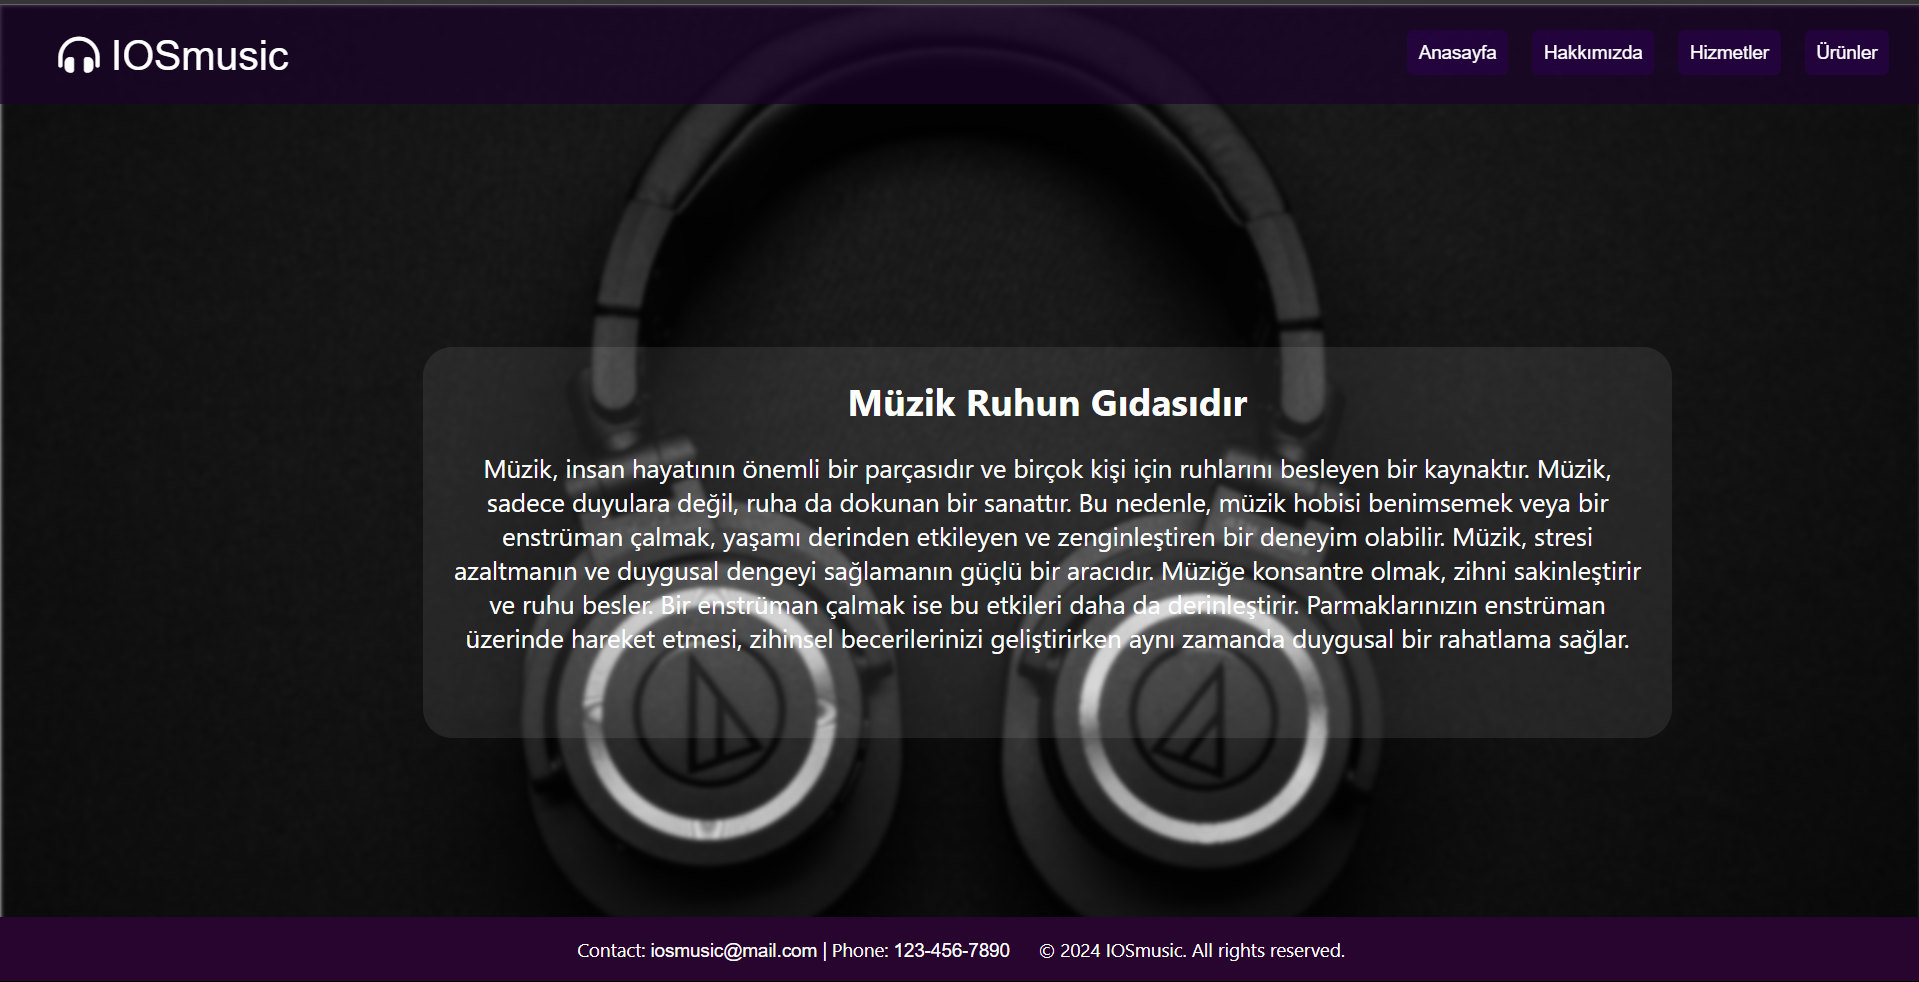 IOSmusic
Anasayfa Hakkımızda Hizmetler Ürünler
Müzik Ruhun Gıdasıdır
Müzik, insan hayatının önemli bir parçasıdır ve birçok kişi için ruhlarını besleyen bir kaynaktır. Müzik,
sadece duyulara değil, ruha da dokunan bir sanattır. Bu nedenle, müzik hobisi benimsemek veya bir
enstrüman çalmak, yaşamı derinden etkileyen ve zenginleştiren bir deneyim olabilir. Müzik, stresi
azaltmanın ve duygusal dengeyi sağlamanın güçlü bir aracıdır. Müziğe konsantre olmak, zihni sakinleştirir
ve ruhu besler. Bir enstrüman çalmak ise bu etkileri daha da derinleştirir. Parmaklarınızın enstrüman
üzerinde hareket etmesi, zihinsel becerilerinizi geliştirirken aynı zamanda duygusal bir rahatlama sağlar.
Contact: iosmusic@mail.com | Phone: 123-456-7890 © 2024 IOSmusic. All rights reserved.